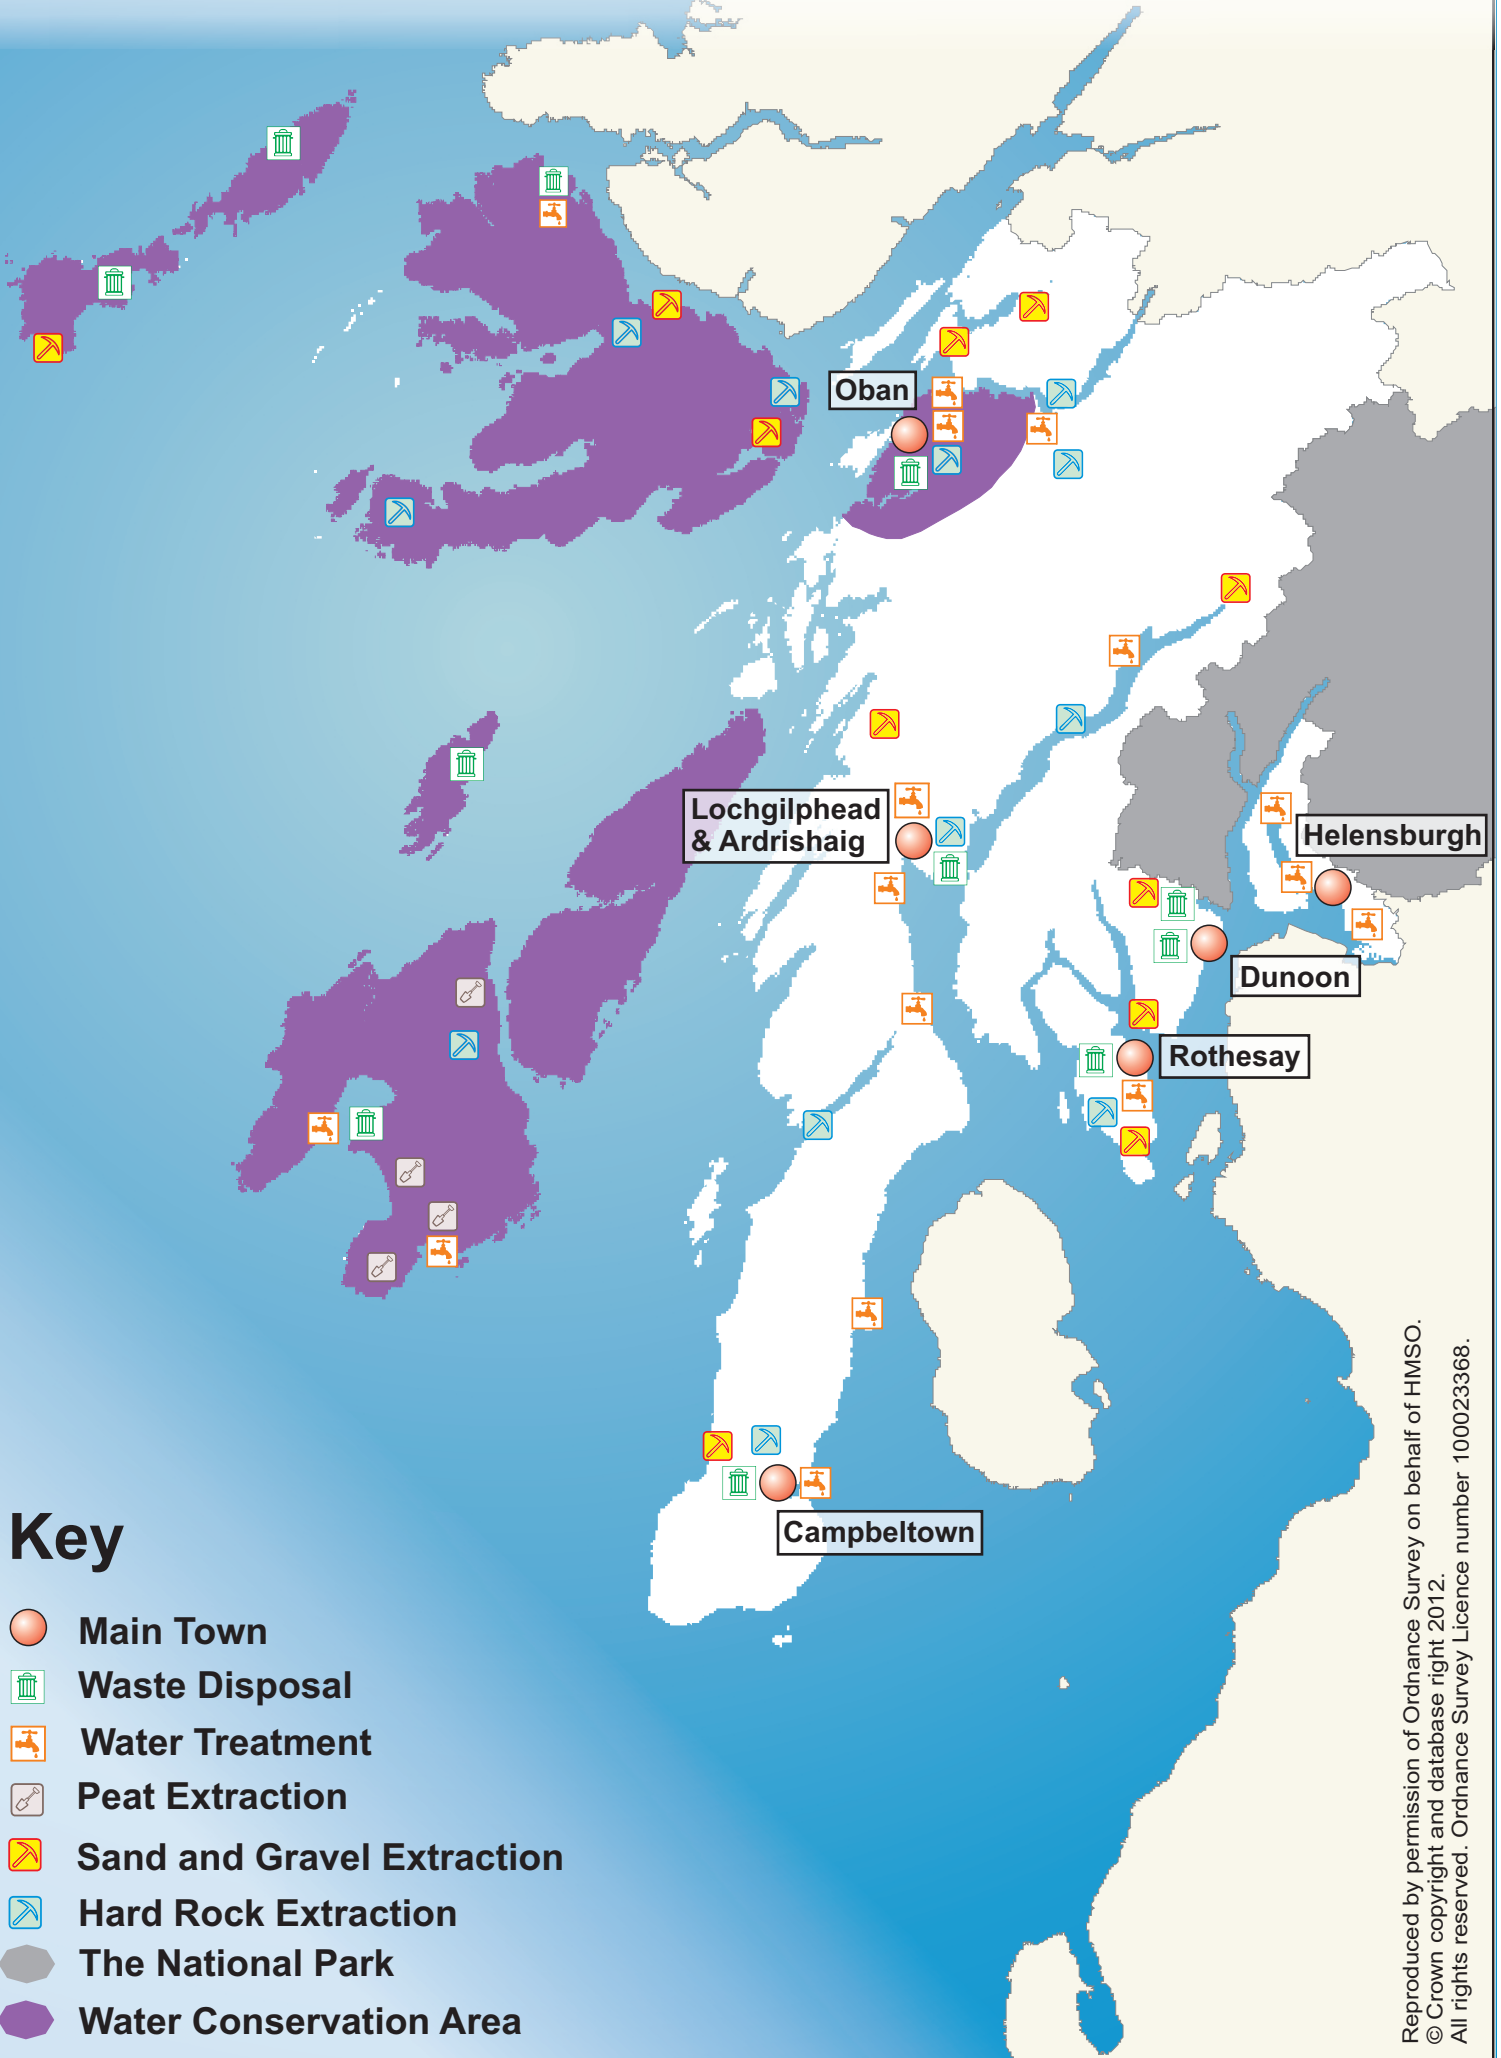 Oban
Lochgilphead
& Ardrishaig
Helensburgh
Dunoon
Rothesay
Campbeltown
Key
Main Town
Waste Disposal
Water Treatment
Peat Extraction
Sand and Gravel Extraction
Hard Rock Extraction
The National Park
Water Conservation Area
Reproduced by permission of Ordnance Survey on behalf of HMSO.
© Crown copyright and database right 2012.
All rights reserved. Ordnance Survey Licence number 100023368.